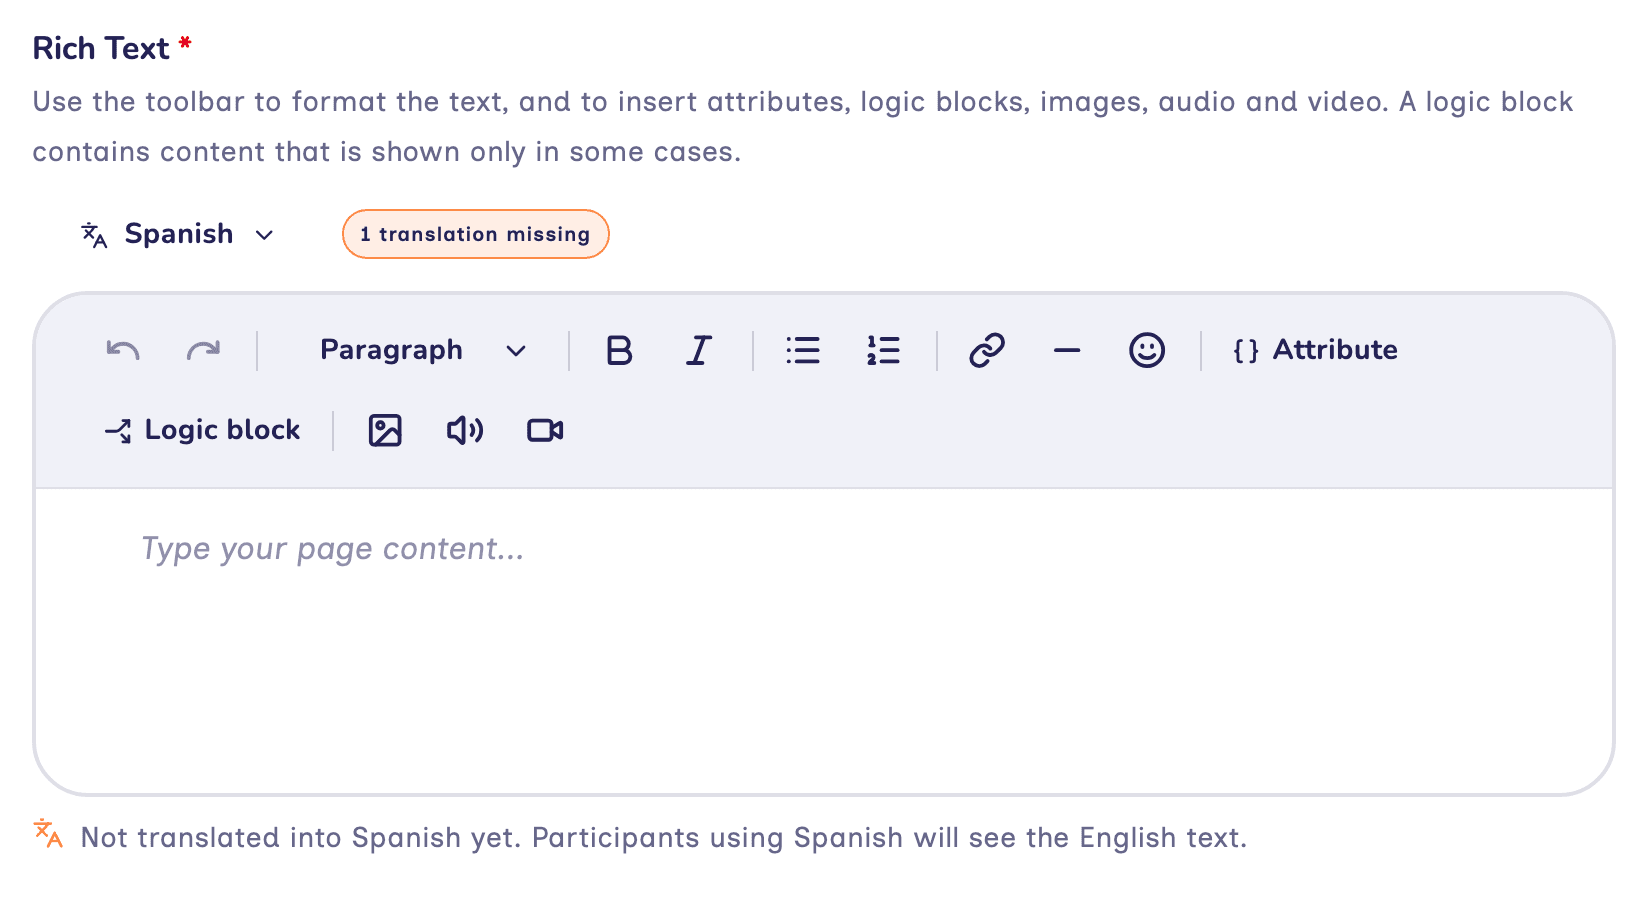 Rich Text *
Use the toolbar to format the text, and to insert attributes, logic blocks, images, audio and video. A logic block
contains content that is shown only in some cases.
Spanish
1 translation missing
Paragraph
{} Attribute
Logic block
Type your page content...
Not translated into Spanish yet. Participants using Spanish will see the English text.